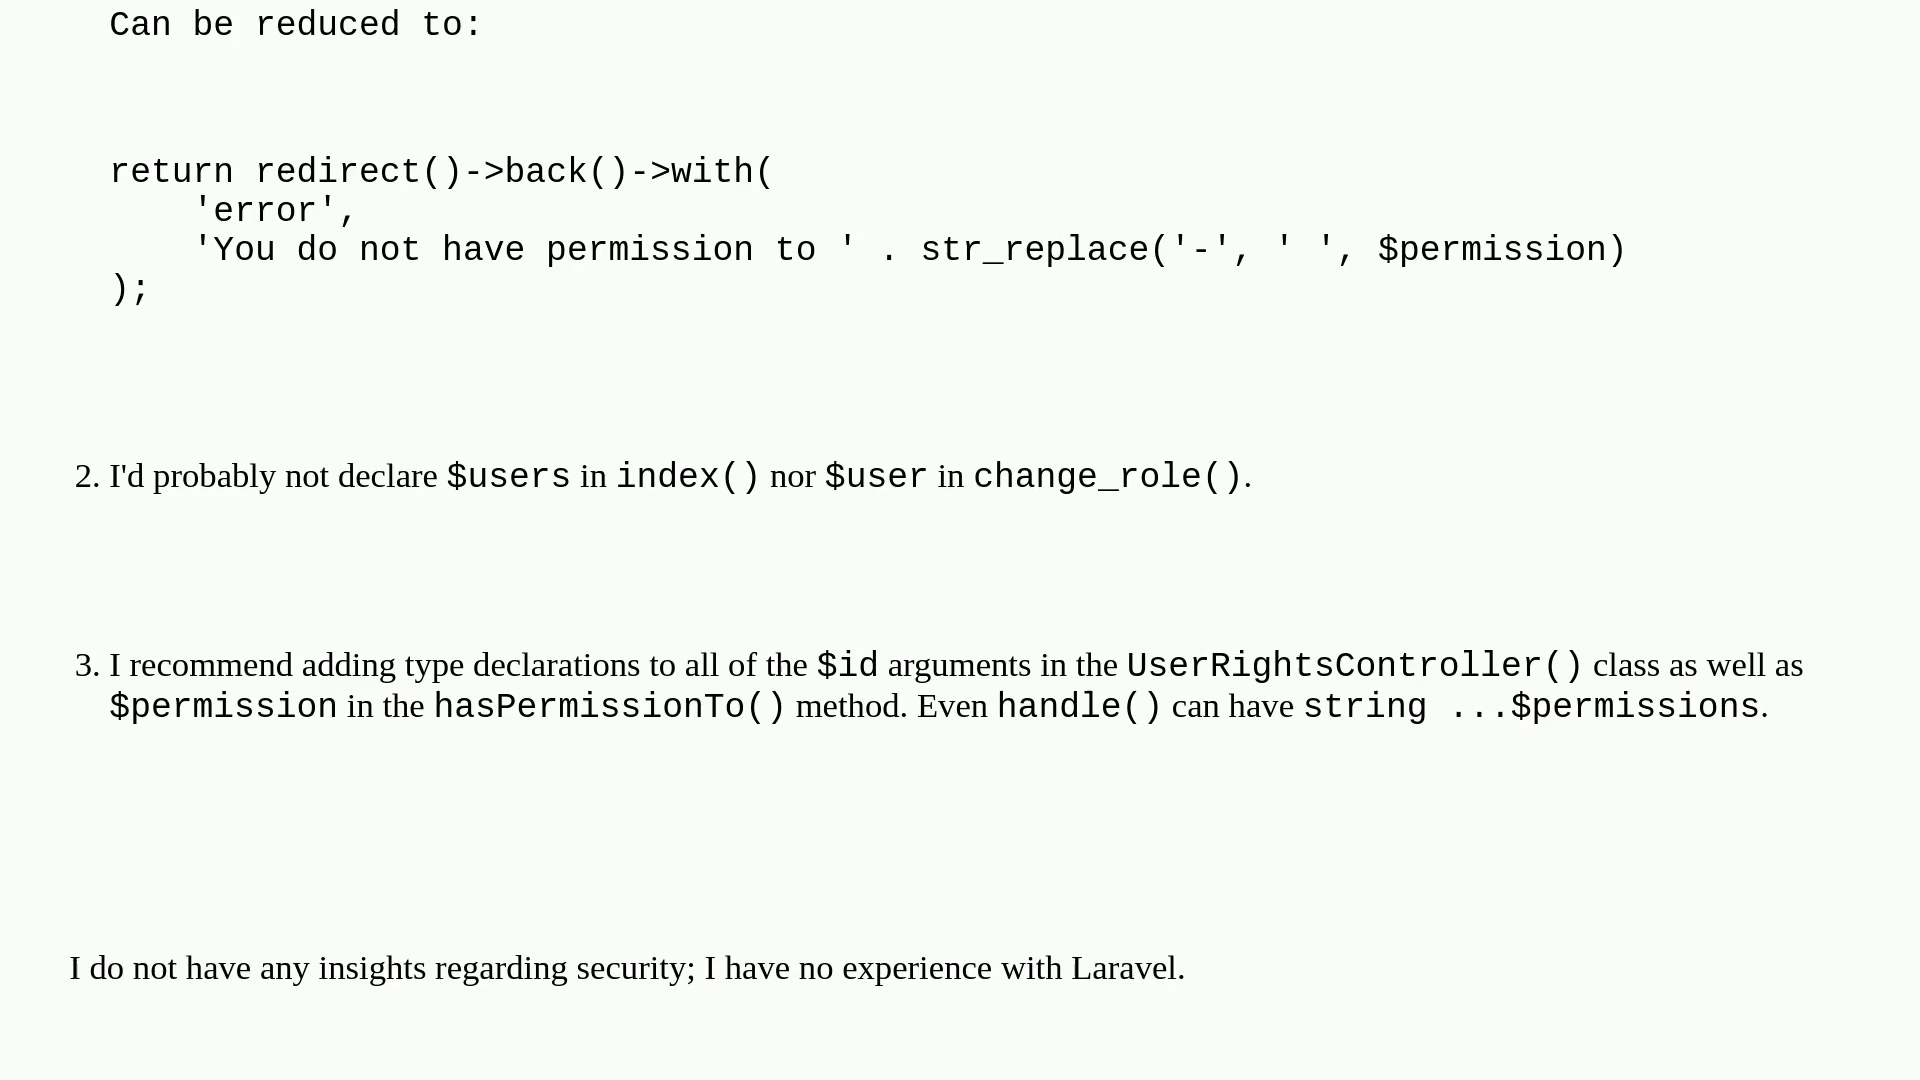 Can be reduced to:
return redirect()->back()->with(
    'error',
    'You do not have permission to ' . str_replace('-', ' ', $permission)
);
2. I'd probably not declare $users in index() nor $user in change_role().
3. I recommend adding type declarations to all of the $id arguments in the UserRightsController() class as well as
$permission in the hasPermissionTo() method. Even handle() can have string ...$permissions.
I do not have any insights regarding security; I have no experience with Laravel.